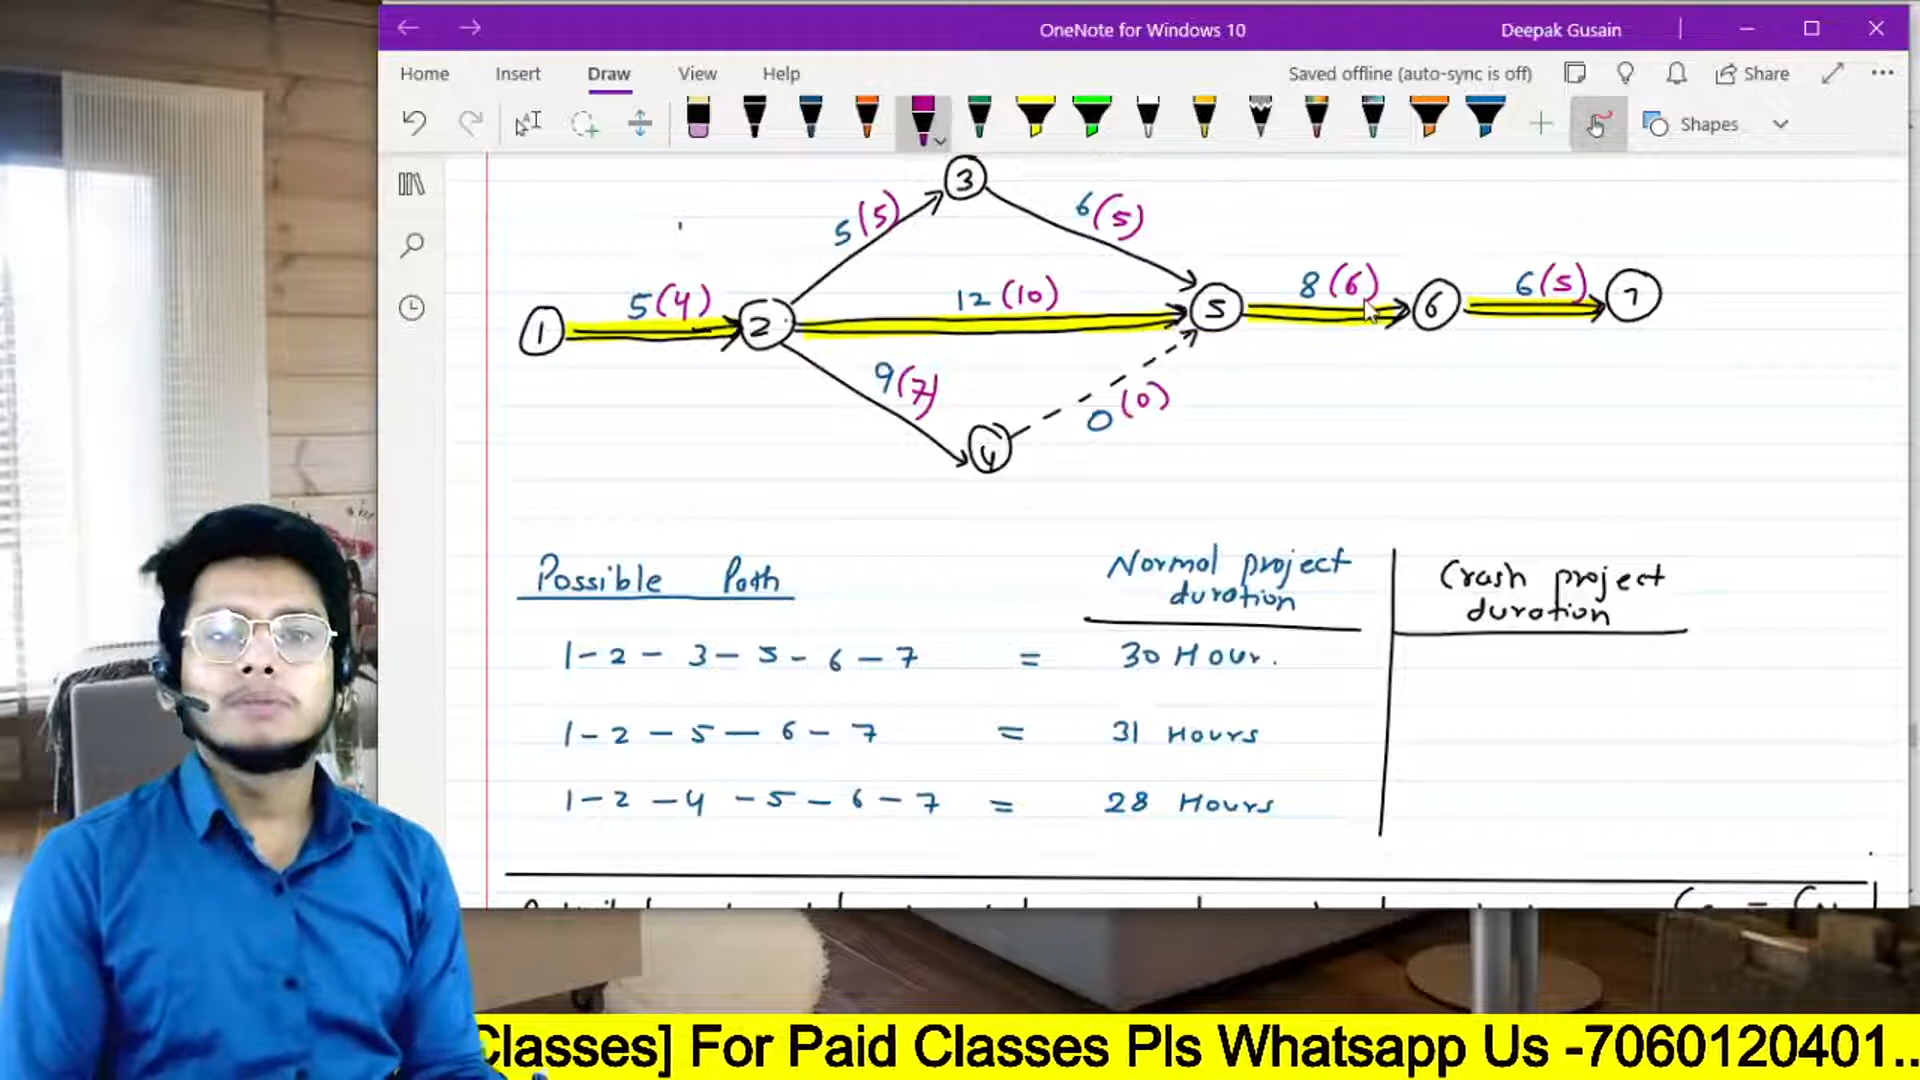 OneNote for Windows 10
Deepak Gusain
Home Insert Draw View Help
Saved offline (auto-sync is off)
Share
Shapes
3
5(5)
6(5)
5(4)
12 (10)
8 (6)
6(5)
1
2
5
6
7
9(7)
0(0)
4
Possible Path
Normal project duration
Crash project duration
1-2-3-5-6-7 = 30 Hour.
1-2-5-6-7 = 31 Hours
1-2-4-5-6-7 = 28 Hours
Classes] For Paid Classes Pls Whatsapp Us -7060120401..